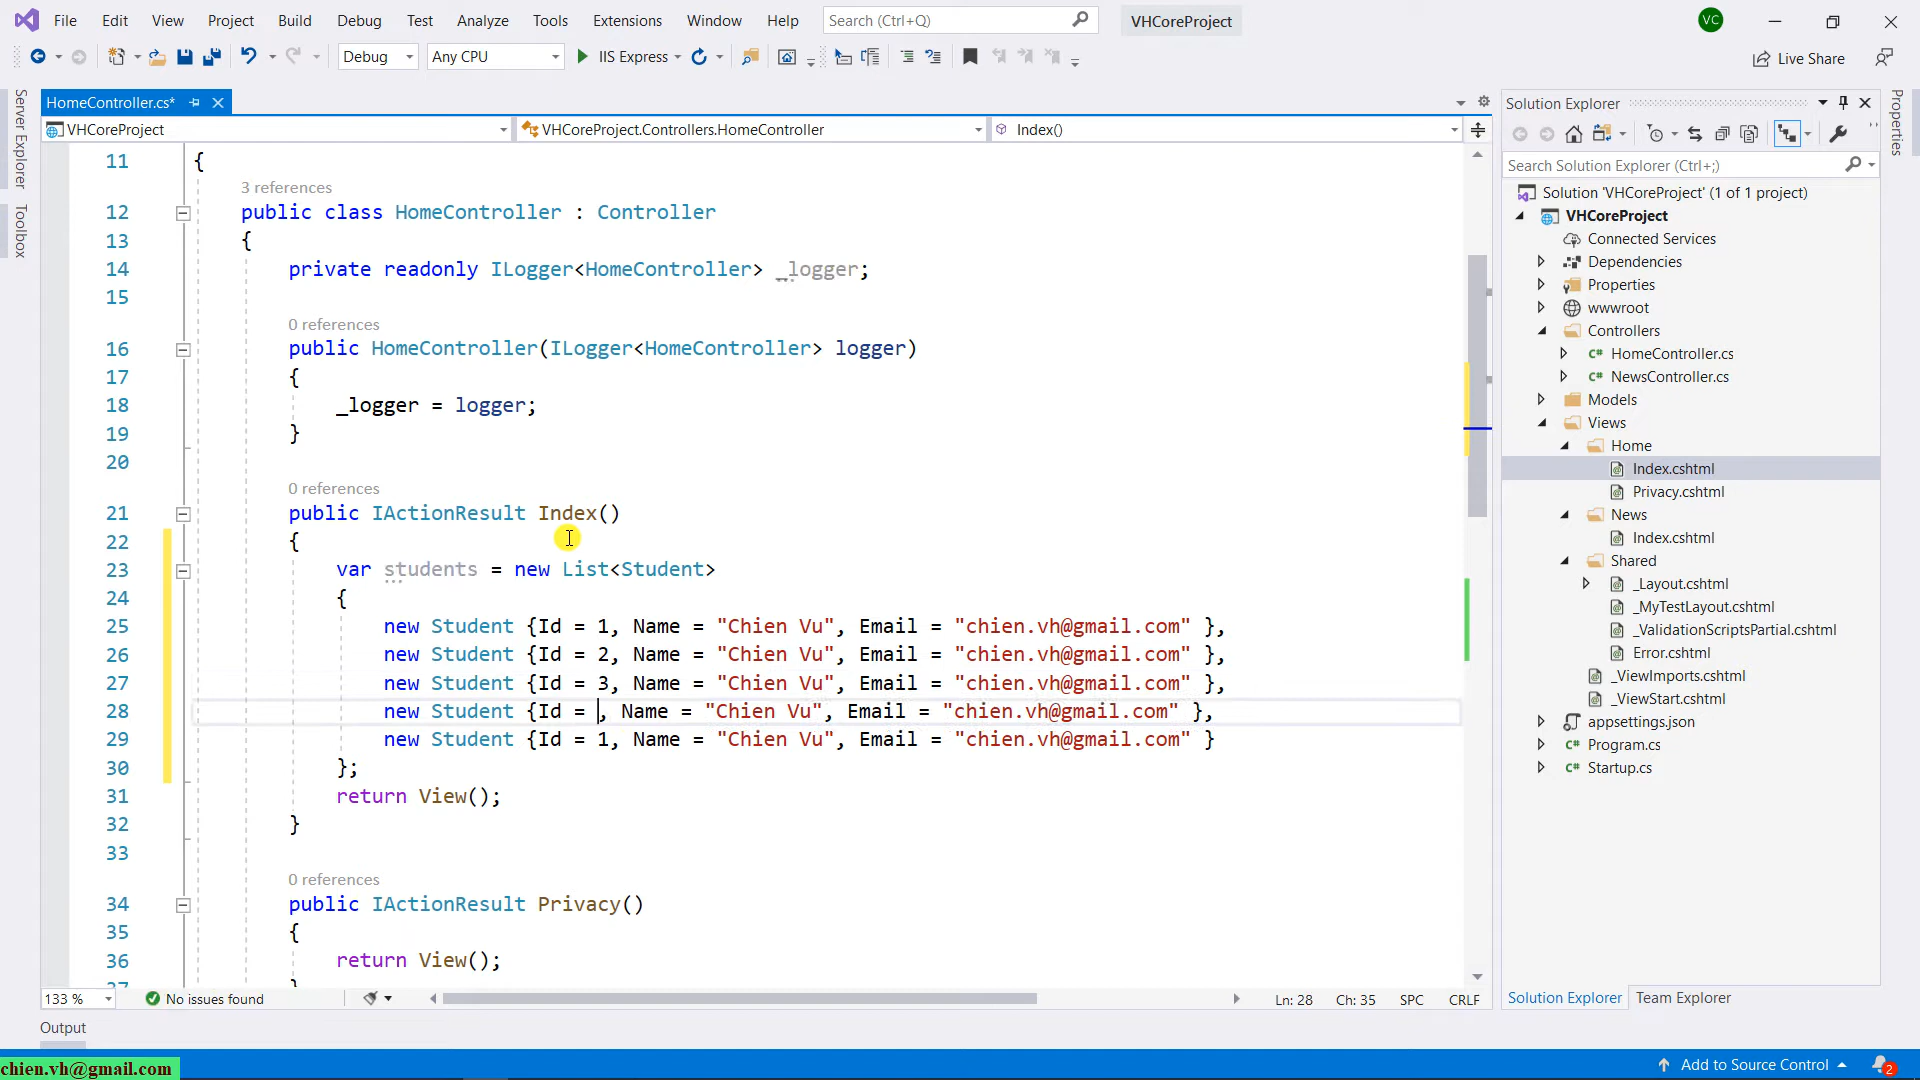 File Edit View Project Build Debug Test Analyze Tools Extensions Window Help Search (Ctrl+Q) VHCoreProject VC
Debug Any CPU IIS Express Live Share
HomeController.cs*
VHCoreProject VHCoreProject.Controllers.HomeController Index()
Server Explorer
Toolbox
11 {
3 references
12 public class HomeController : Controller
13 {
14 private readonly ILogger<HomeController> _logger;
15
0 references
16 public HomeController(ILogger<HomeController> logger)
17 {
18 _logger = logger;
19 }
20
0 references
21 public IActionResult Index()
22 {
23 var students = new List<Student>
24 {
25 new Student {Id = 1, Name = "Chien Vu", Email = "chien.vh@gmail.com" },
26 new Student {Id = 2, Name = "Chien Vu", Email = "chien.vh@gmail.com" },
27 new Student {Id = 3, Name = "Chien Vu", Email = "chien.vh@gmail.com" },
28 new Student {Id = , Name = "Chien Vu", Email = "chien.vh@gmail.com" },
29 new Student {Id = 1, Name = "Chien Vu", Email = "chien.vh@gmail.com" }
30 };
31 return View();
32 }
33
0 references
34 public IActionResult Privacy()
35 {
36 return View();
37 }
133 % No issues found Ln: 28 Ch: 35 SPC CRLF
Output
Solution Explorer
Search Solution Explorer (Ctrl+;)
Solution 'VHCoreProject' (1 of 1 project)
VHCoreProject
Connected Services
Dependencies
Properties
wwwroot
Controllers
C# HomeController.cs
C# NewsController.cs
Models
Views
Home
Index.cshtml
Privacy.cshtml
News
Index.cshtml
Shared
_Layout.cshtml
_MyTestLayout.cshtml
_ValidationScriptsPartial.cshtml
Error.cshtml
_ViewImports.cshtml
_ViewStart.cshtml
appsettings.json
C# Program.cs
C# Startup.cs
Solution Explorer Team Explorer
Properties
chien.vh@gmail.com
Add to Source Control 2